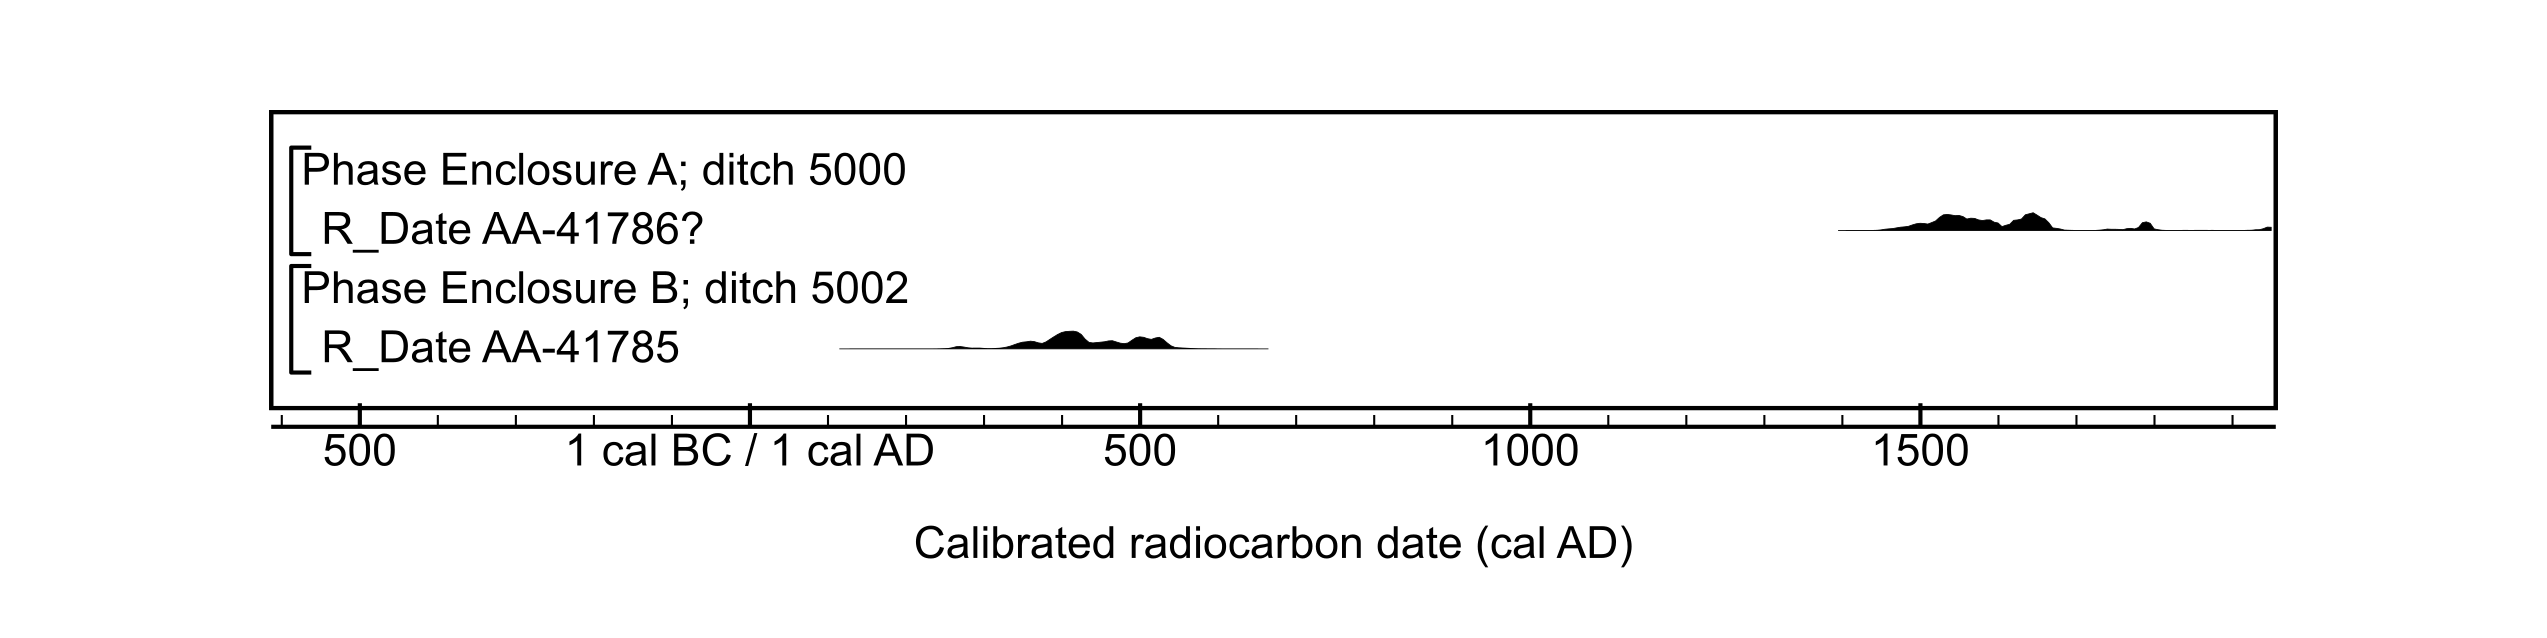 Phase Enclosure A; ditch 5000
R_Date AA-41786?
Phase Enclosure B; ditch 5002
R_Date AA-41785
500 1 cal BC / 1 cal AD 500 1000 1500
Calibrated radiocarbon date (cal AD)